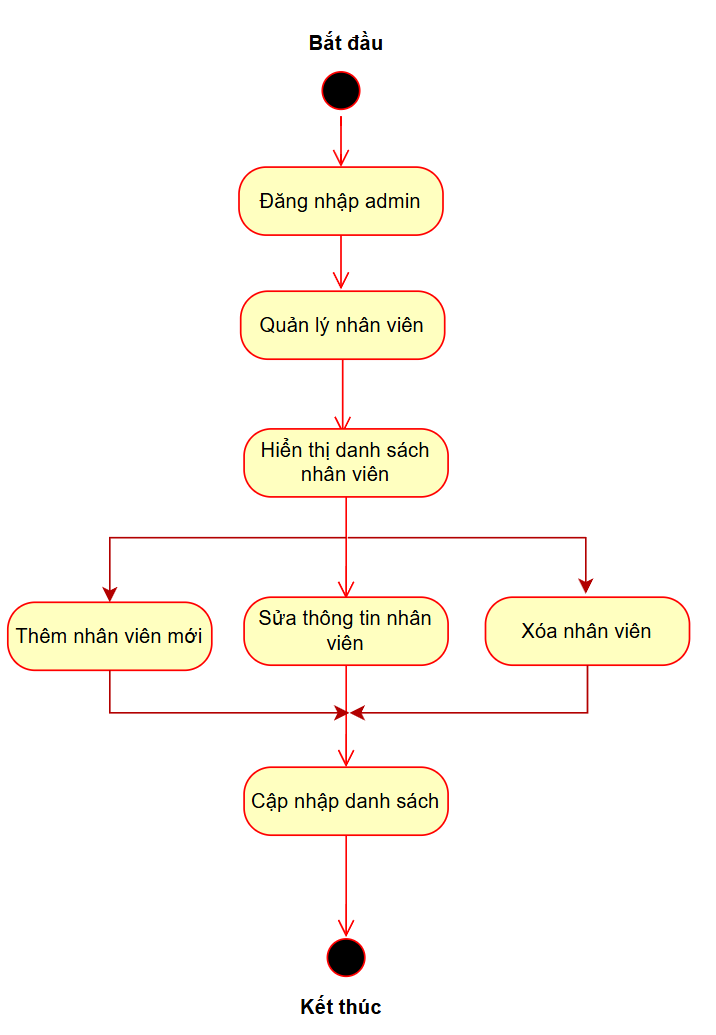 Bắt đầu
Đăng nhập admin
Quản lý nhân viên
Hiển thị danh sách
nhân viên
Thêm nhân viên mới
Sửa thông tin nhân
viên
Xóa nhân viên
Cập nhập danh sách
Kết thúc